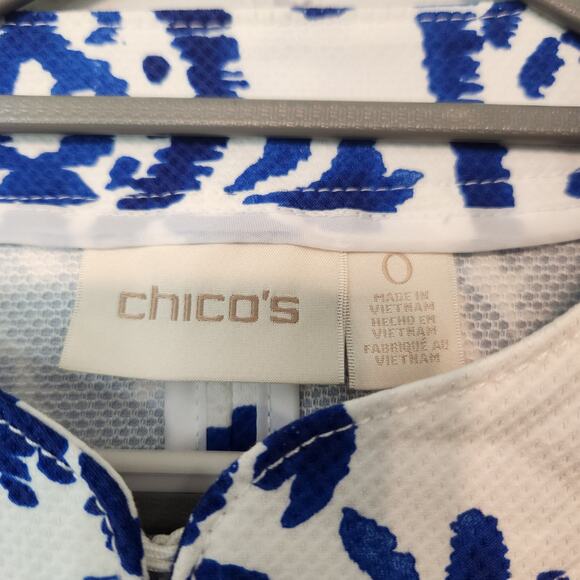 chico's
0
MADE IN
VIETNAM
HECHO EN
VIETNAM
FABRIQUÉ AU
VIETNAM